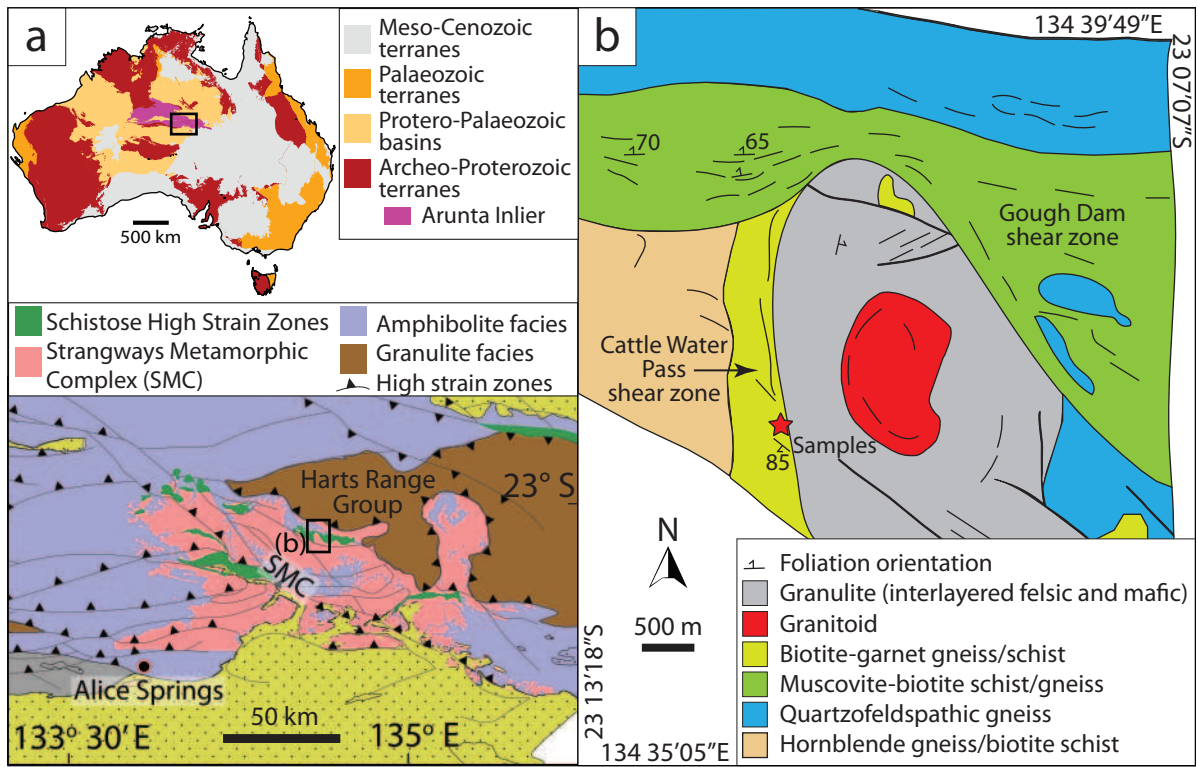 a
Meso-Cenozoic
terranes
Palaeozoic
terranes
Protero-Palaeozoic
basins
Archeo-Proterozoic
terranes
Arunta Inlier
500 km
Schistose High Strain Zones
Strangways Metamorphic
Complex (SMC)
Amphibolite facies
Granulite facies
High strain zones
Harts Range
Group
23° S
(b)
SMC
Alice Springs
50 km
133° 30’ E
135° E
b
134 39’49”E
23 07’07”S
70
65
Gough Dam
shear zone
Cattle Water
Pass
shear zone
Samples
85
N
500 m
23 13’18”S
134 35’05”E
Foliation orientation
Granulite (interlayered felsic and mafic)
Granitoid
Biotite-garnet gneiss/schist
Muscovite-biotite schist/gneiss
Quartzofeldspathic gneiss
Hornblende gneiss/biotite schist